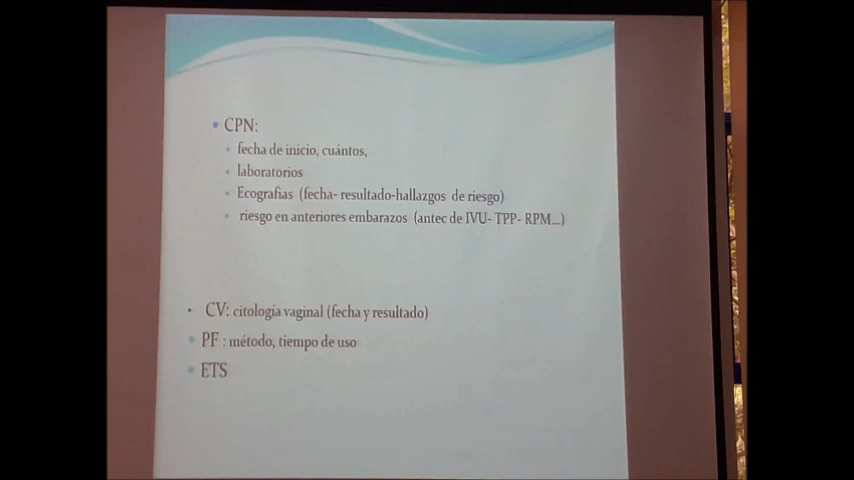 • CPN:
• fecha de inicio, cuántos,
• laboratorios
• Ecografias (fecha- resultado-hallazgos de riesgo)
• riesgo en anteriores embarazos (antec de IVU- TPP- RPM...)
• CV: citología vaginal (fecha y resultado)
• PF : método, tiempo de uso
• ETS